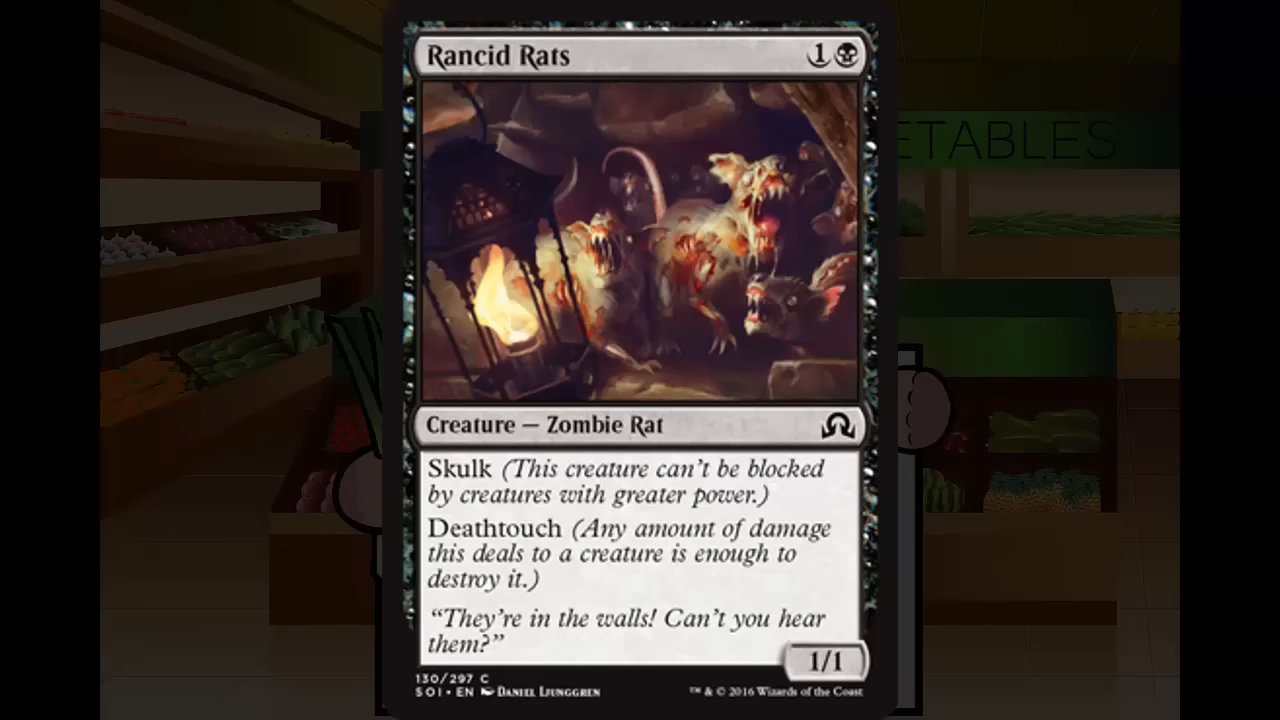 Rancid Rats 1
ETABLES
Creature — Zombie Rat
Skulk (This creature can't be blocked
by creatures with greater power.)
Deathtouch (Any amount of damage
this deals to a creature is enough to
destroy it.)
“They're in the walls! Can't you hear
them?”
1/1
130/297 C
SOI • EN Daniel Ljunggren
™ & © 2016 Wizards of the Coast